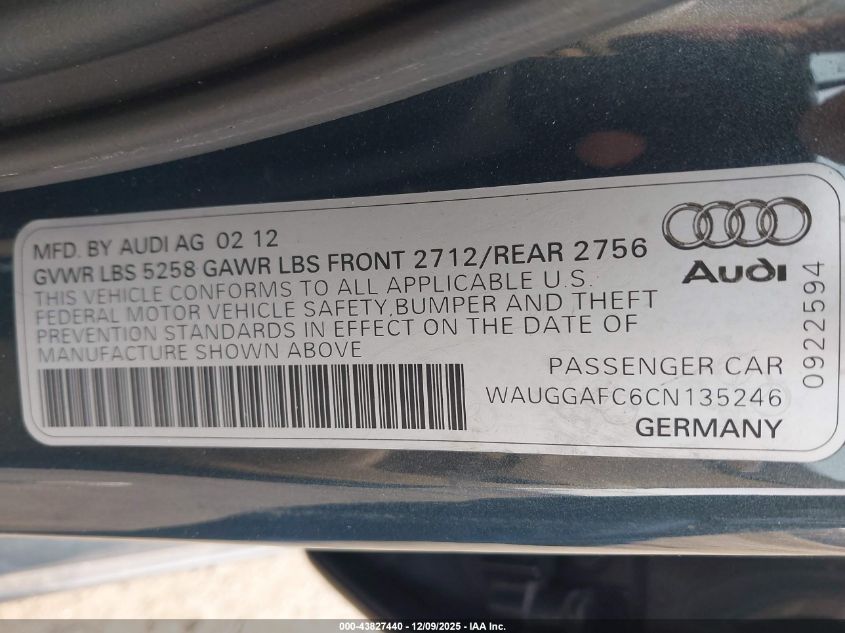 MFD. BY AUDI AG 02 12
GVWR LBS 5258 GAWR LBS FRONT 2712/REAR 2756
THIS VEHICLE CONFORMS TO ALL APPLICABLE U.S.
FEDERAL MOTOR VEHICLE SAFETY,BUMPER AND THEFT
PREVENTION STANDARDS IN EFFECT ON THE DATE OF
MANUFACTURE SHOWN ABOVE
Audi
PASSENGER CAR
WAUGGAFC6CN135246
GERMANY
0922594
000-43827440 - 12/09/2025 - IAA Inc.